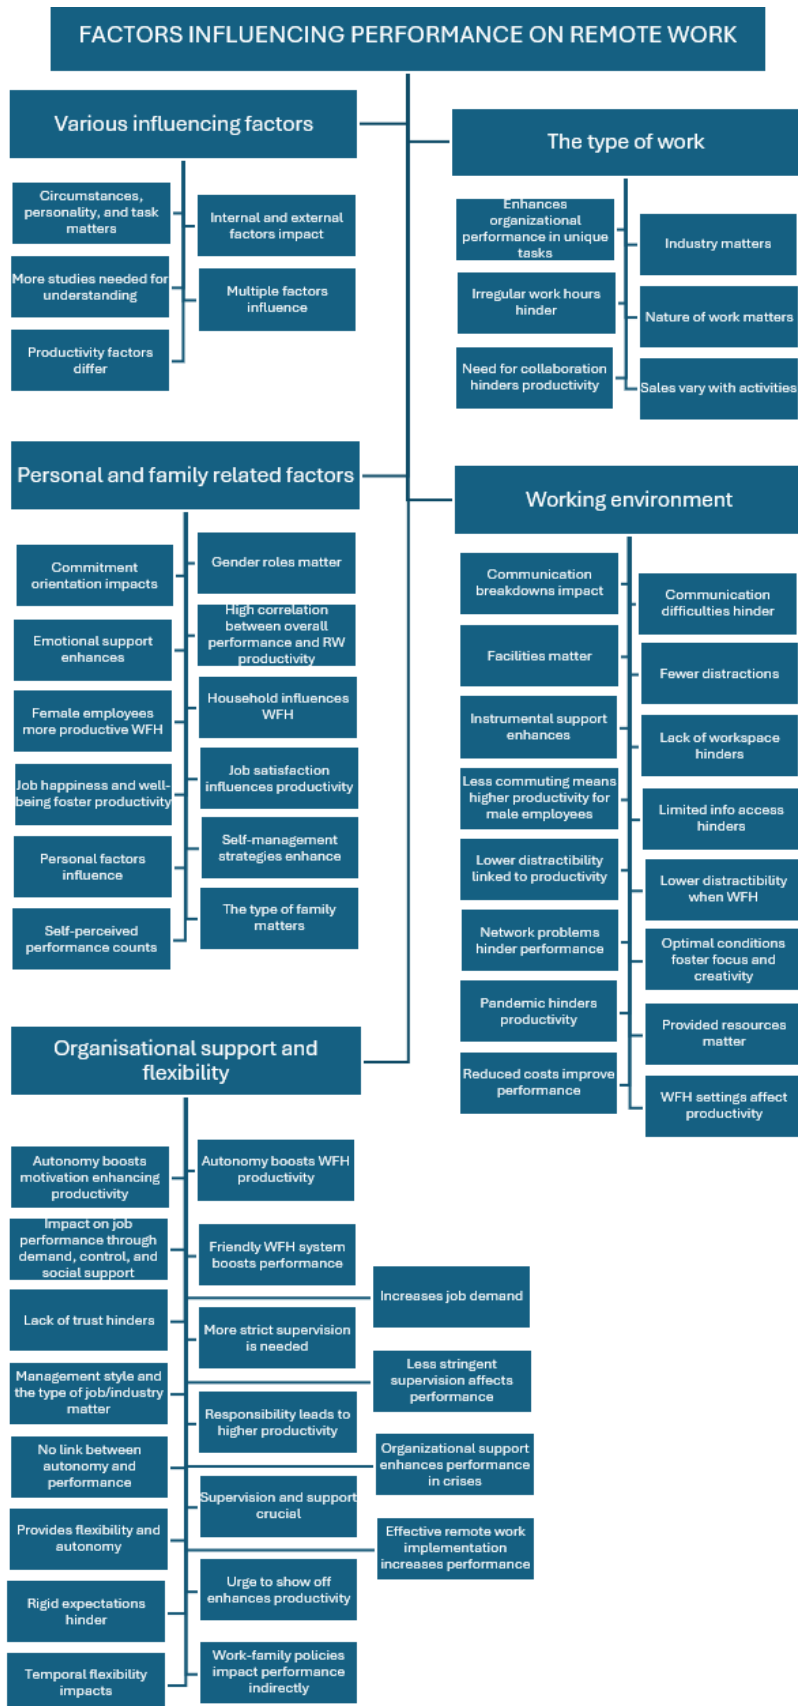 FACTORS INFLUENCING PERFORMANCE ON REMOTE WORK
Various influencing factors
Circumstances,
personality, and task
matters
Internal and external
factors impact
More studies needed for
understanding
Multiple factors
influence
Productivity factors
differ
The type of work
Enhances
organizational
performance in unique
tasks
Industry matters
Irregular work hours
hinder
Nature of work matters
Need for collaboration
hinders productivity
Sales vary with activities
Personal and family related factors
Commitment
orientation impacts
Gender roles matter
Emotional support
enhances
High correlation
between overall
performance and RW
productivity
Female employees
more productive WFH
Household influences
WFH
Job happiness and well-
being foster productivity
Job satisfaction
influences productivity
Personal factors
influence
Self-management
strategies enhance
Self-perceived
performance counts
The type of family
matters
Working environment
Communication
breakdowns impact
Communication
difficulties hinder
Facilities matter
Fewer distractions
Instrumental support
enhances
Lack of workspace
hinders
Less commuting means
higher productivity for
male employees
Limited info access
hinders
Lower distractibility
linked to productivity
Lower distractibility
when WFH
Network problems
hinder performance
Optimal conditions
foster focus and
creativity
Pandemic hinders
productivity
Provided resources
matter
Reduced costs improve
performance
WFH settings affect
productivity
Organisational support and
flexibility
Autonomy boosts
motivation enhancing
productivity
Autonomy boosts WFH
productivity
Impact on job
performance through
demand, control, and
social support
Friendly WFH system
boosts performance
Increases job demand
Lack of trust hinders
More strict supervision
is needed
Less stringent
supervision affects
performance
Management style and
the type of job/industry
matter
Responsibility leads to
higher productivity
Organizational support
enhances performance
in crises
No link between
autonomy and
performance
Supervision and support
crucial
Effective remote work
implementation
increases performance
Provides flexibility and
autonomy
Urge to show off
enhances productivity
Rigid expectations
hinder
Work-family policies
impact performance
indirectly
Temporal flexibility
impacts